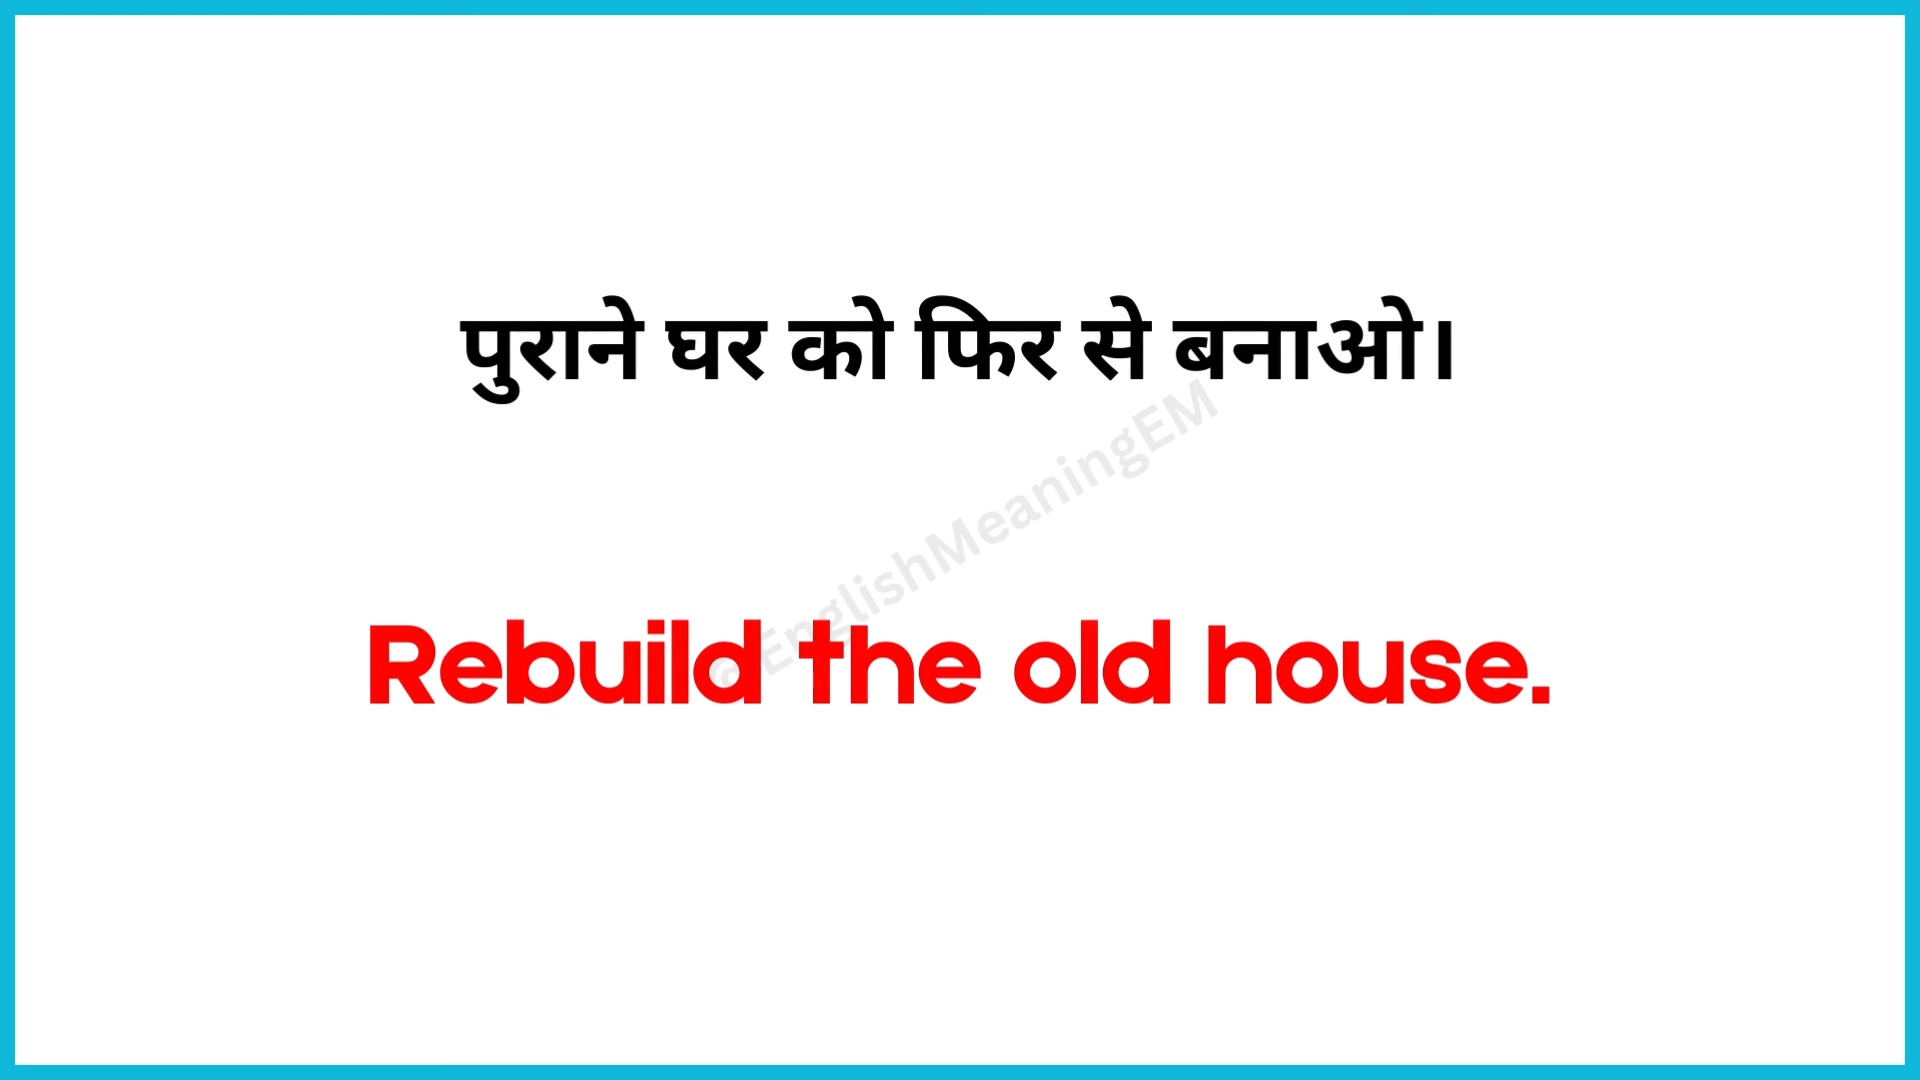 पुराने घर को फिर से बनाओ।
@EnglishMeaningEM
Rebuild the old house.